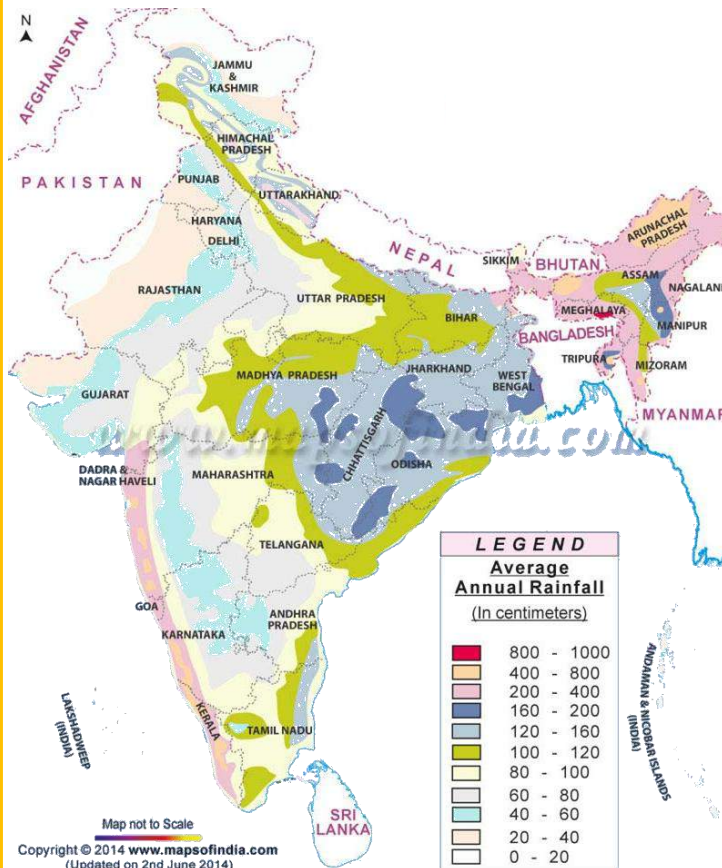 N
AFGHANISTAN
JAMMU
&
KASHMIR
HIMACHAL
PRADESH
PAKISTAN
PUNJAB
UTTARAKHAND
HARYANA
DELHI
NEPAL
SIKKIM
BHUTAN
ARUNACHAL
PRADESH
ASSAM
NAGALAND
RAJASTHAN
UTTAR PRADESH
BIHAR
MEGHALAYA
MANIPUR
BANGLADESH
TRIPURA
MIZORAM
GUJARAT
MADHYA PRADESH
JHARKHAND
WEST
BENGAL
MYANMAR
www.mapsofindia.com
CHHATTISGARH
DADRA &
NAGAR HAVELI
MAHARASHTRA
ODISHA
TELANGANA
GOA
KARNATAKA
ANDHRA
PRADESH
LAKSHADWEEP
(INDIA)
KERALA
TAMIL NADU
SRI
LANKA
ANDAMAN & NICOBAR ISLANDS
(INDIA)
LEGEND
Average
Annual Rainfall
(In centimeters)
800 - 1000
400 - 800
200 - 400
160 - 200
120 - 160
100 - 120
80 - 100
60 - 80
40 - 60
20 - 40
0 - 20
Map not to Scale
Copyright © 2014 www.mapsofindia.com
(Updated on 2nd June 2014)